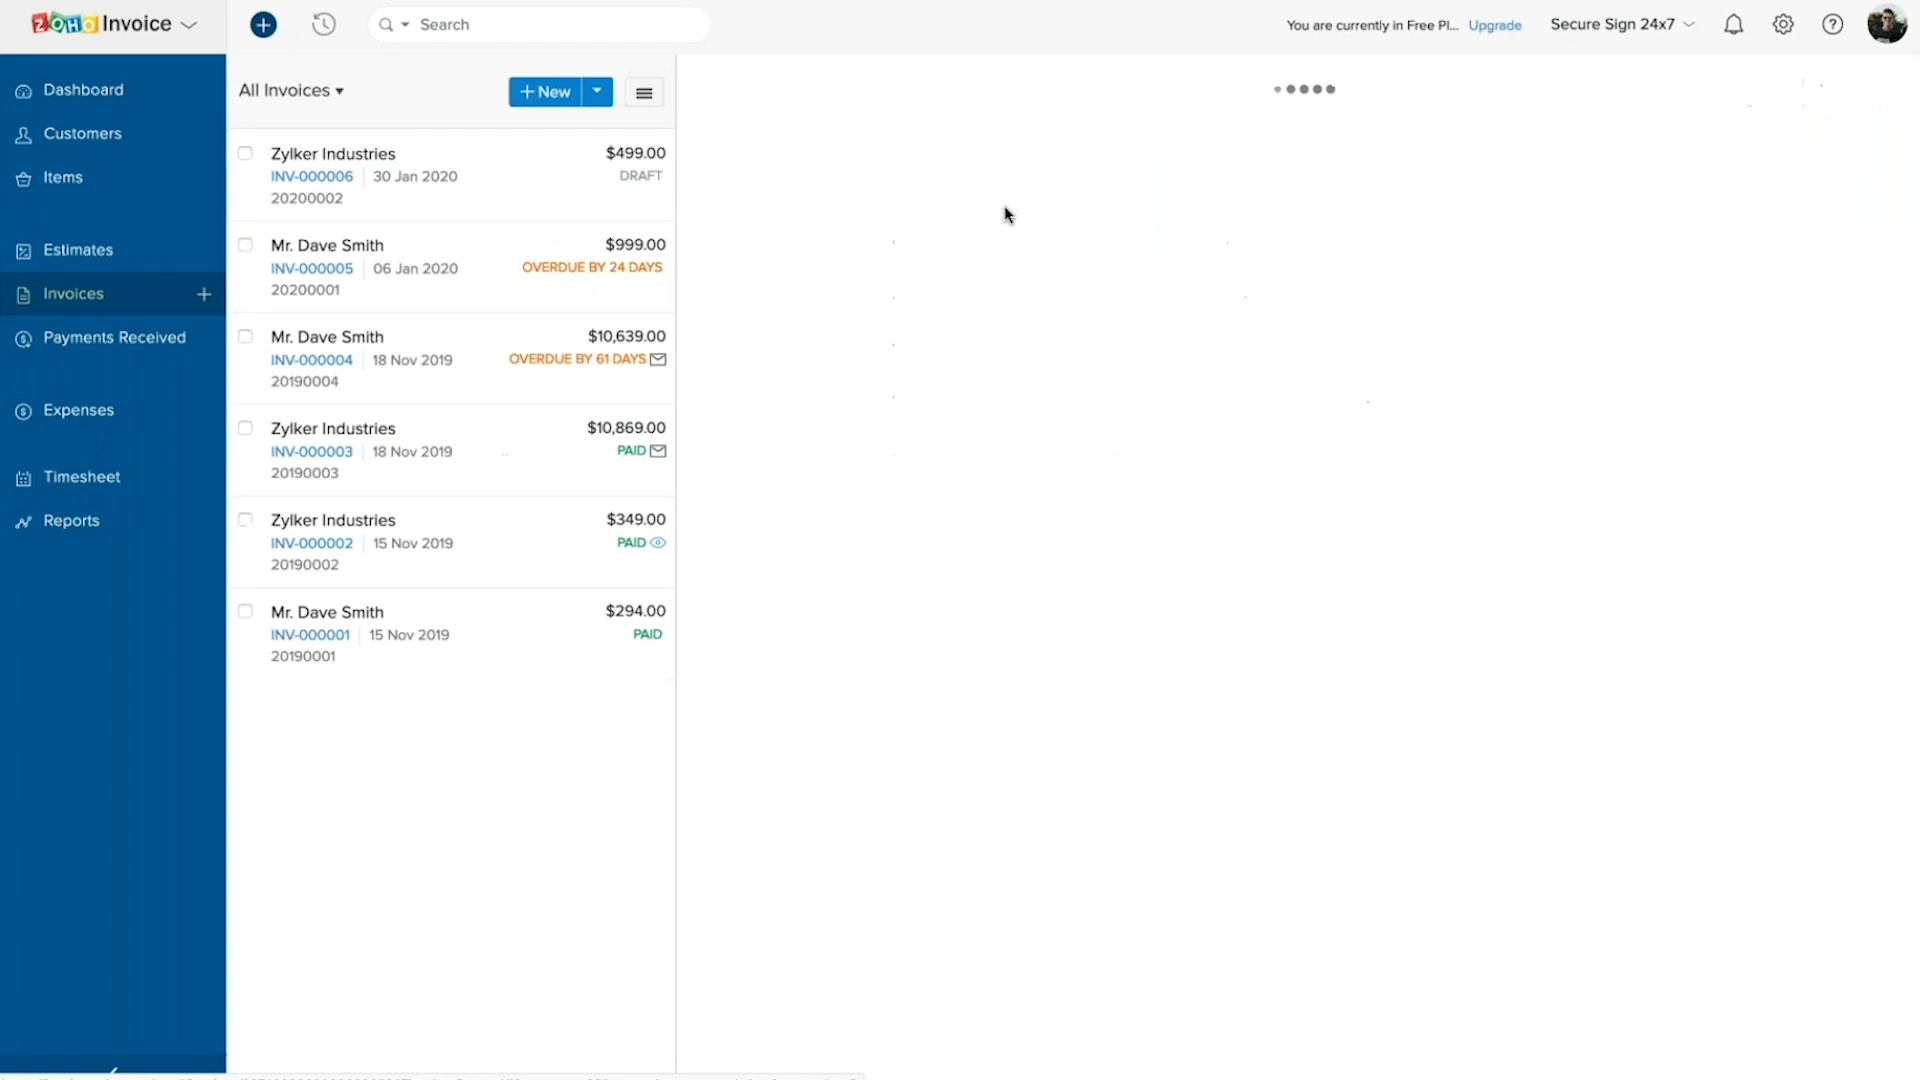 ZOHO Invoice
Search
You are currently in Free Pl... Upgrade
Secure Sign 24x7
Dashboard
Customers
Items
Estimates
Invoices
Payments Received
Expenses
Timesheet
Reports
All Invoices
+ New
Zylker Industries $499.00
INV-000006 30 Jan 2020 DRAFT
20200002
Mr. Dave Smith $999.00
INV-000005 06 Jan 2020 OVERDUE BY 24 DAYS
20200001
Mr. Dave Smith $10,639.00
INV-000004 18 Nov 2019 OVERDUE BY 61 DAYS
20190004
Zylker Industries $10,869.00
INV-000003 18 Nov 2019 PAID
20190003
Zylker Industries $349.00
INV-000002 15 Nov 2019 PAID
20190002
Mr. Dave Smith $294.00
INV-000001 15 Nov 2019 PAID
20190001